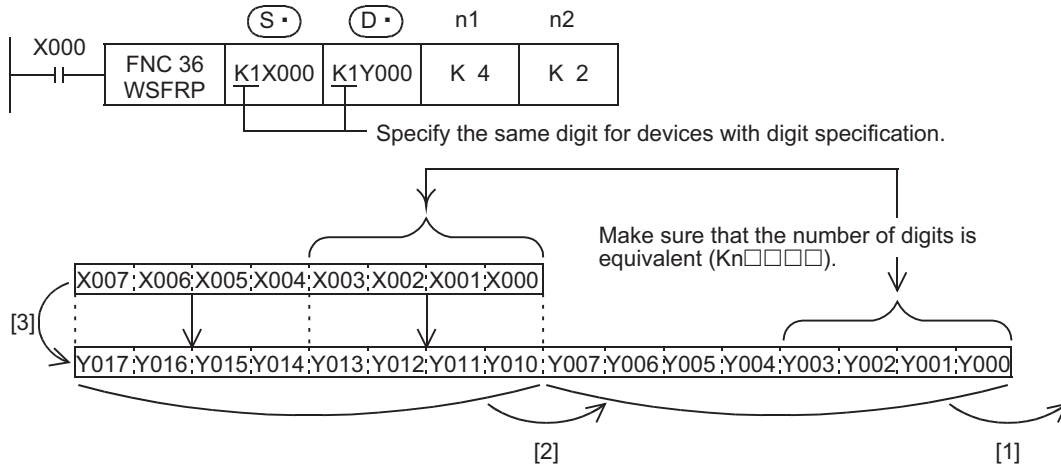 S· D· n1 n2
X000
FNC 36
WSFRP
K1X000 K1Y000 K 4 K 2
Specify the same digit for devices with digit specification.
Make sure that the number of digits is
equivalent (Kn□□□□).
X007 X006 X005 X004 X003 X002 X001 X000
[3]
Y017 Y016 Y015 Y014 Y013 Y012 Y011 Y010 Y007 Y006 Y005 Y004 Y003 Y002 Y001 Y000
[2] [1]